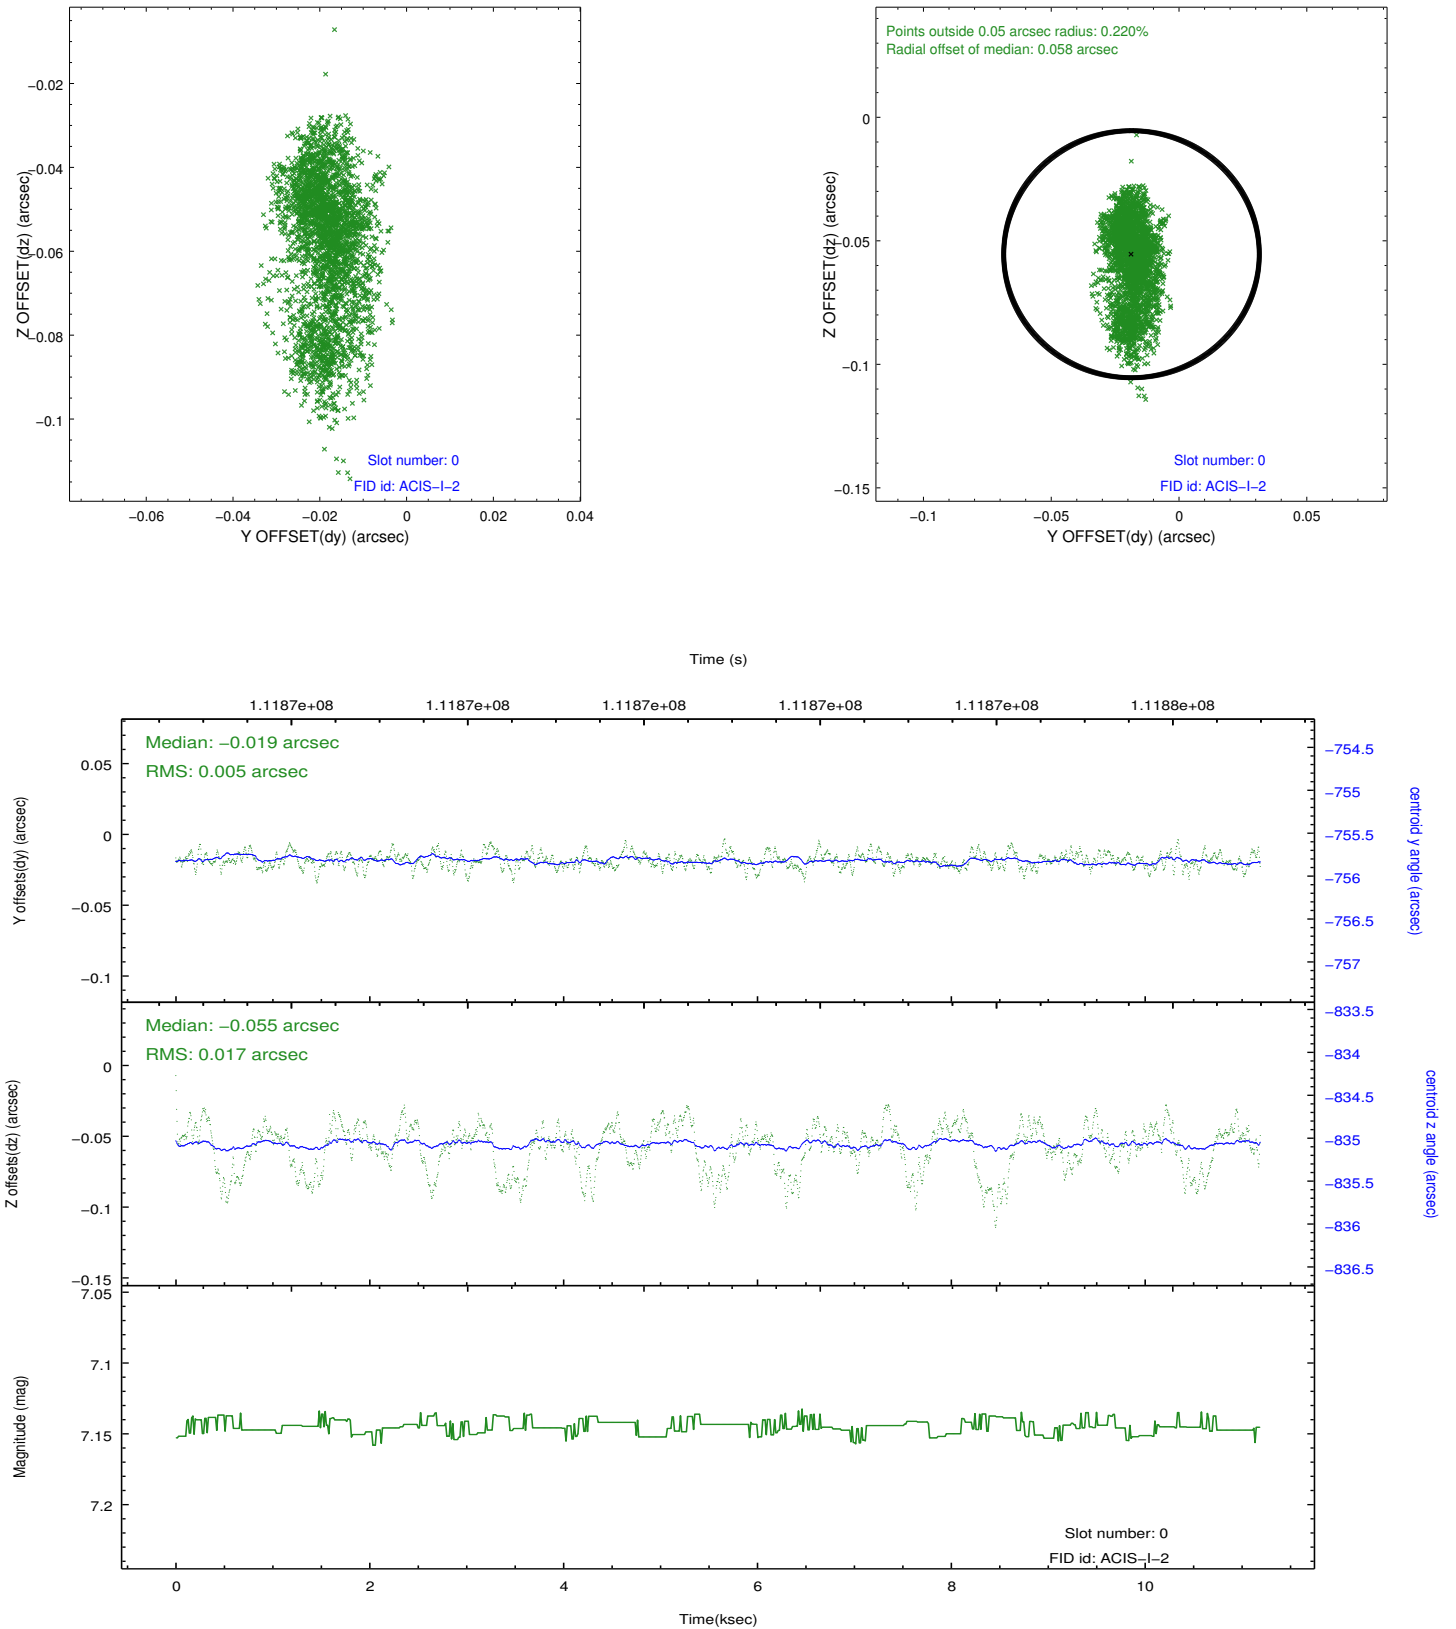 −0.02
−0.04
−0.06
−0.08
−0.1
Z OFFSET(dz) (arcsec)
Slot number: 0
FID id: ACIS−I−2
−0.06
−0.04
−0.02
0
0.02
0.04
Y OFFSET(dy) (arcsec)
Points outside 0.05 arcsec radius: 0.220%
Radial offset of median: 0.058 arcsec
0
−0.05
−0.1
−0.15
Z OFFSET(dz) (arcsec)
Slot number: 0
FID id: ACIS−I−2
−0.1
−0.05
0
0.05
Y OFFSET(dy) (arcsec)
Time (s)
1.1187e+08
1.1187e+08
1.1187e+08
1.1187e+08
1.1187e+08
1.1188e+08
Median: −0.019 arcsec
RMS: 0.005 arcsec
0.05
0
−0.05
−0.1
Y offsets(dy) (arcsec)
−754.5
−755
−755.5
−756
−756.5
−757
centroid y angle (arcsec)
Median: −0.055 arcsec
RMS: 0.017 arcsec
0
−0.05
−0.1
−0.15
Z offsets(dz) (arcsec)
−833.5
−834
−834.5
−835
−835.5
−836
−836.5
centroid z angle (arcsec)
7.05
7.1
7.15
7.2
Magnitude (mag)
Slot number: 0
FID id: ACIS−I−2
0
2
4
6
8
10
Time(ksec)